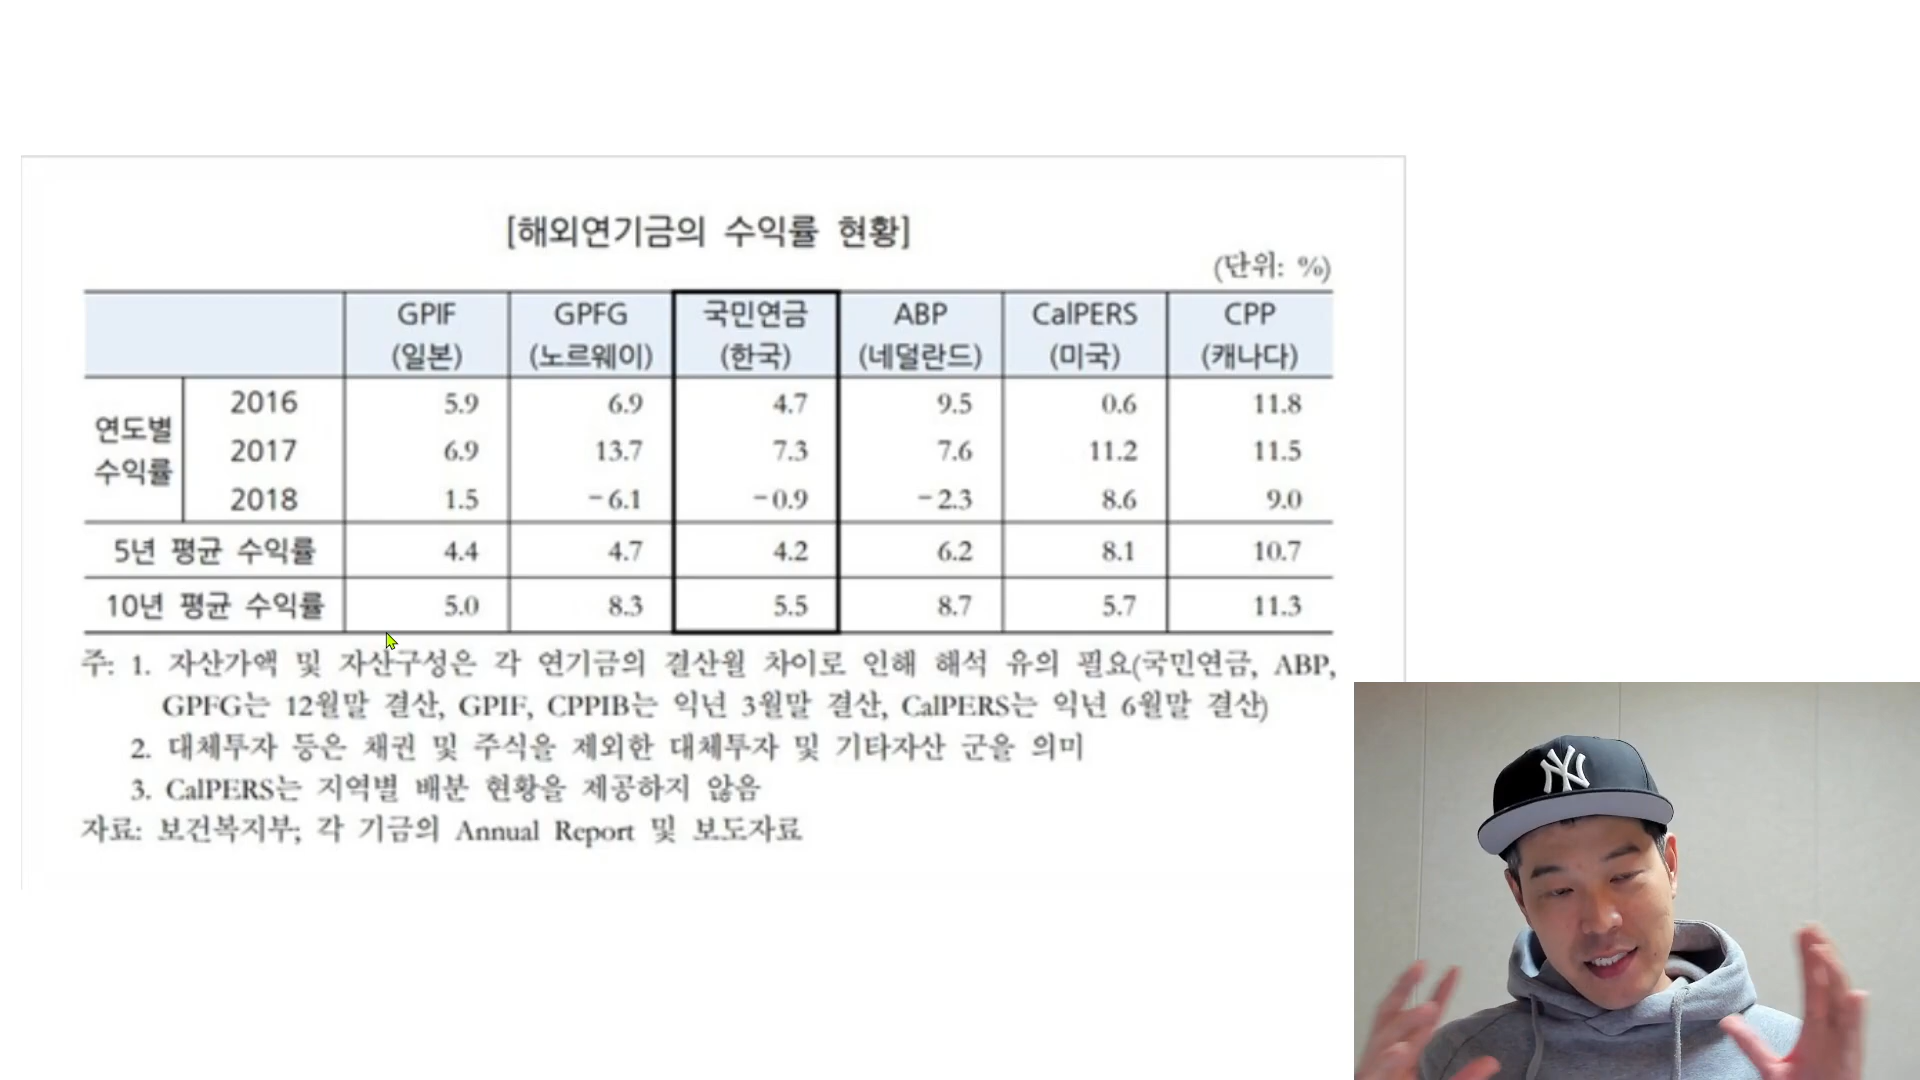 [해외연기금의 수익률 현황]
(단위: %)
GPIF GPFG 국민연금 ABP CalPERS CPP
(일본) (노르웨이) (한국) (네덜란드) (미국) (캐나다)
연도별 수익률
2016 5.9 6.9 4.7 9.5 0.6 11.8
2017 6.9 13.7 7.3 7.6 11.2 11.5
2018 1.5 -6.1 -0.9 -2.3 8.6 9.0
5년 평균 수익률 4.4 4.7 4.2 6.2 8.1 10.7
10년 평균 수익률 5.0 8.3 5.5 8.7 5.7 11.3
주: 1. 자산가액 및 자산구성은 각 연기금의 결산월 차이로 인해 해석 유의 필요(국민연금, ABP,
GPFG는 12월말 결산, GPIF, CPPIB는 익년 3월말 결산, CalPERS는 익년 6월말 결산)
2. 대체투자 등은 채권 및 주식을 제외한 대체투자 및 기타자산 군을 의미
3. CalPERS는 지역별 배분 현황을 제공하지 않음
자료: 보건복지부; 각 기금의 Annual Report 및 보도자료
NY